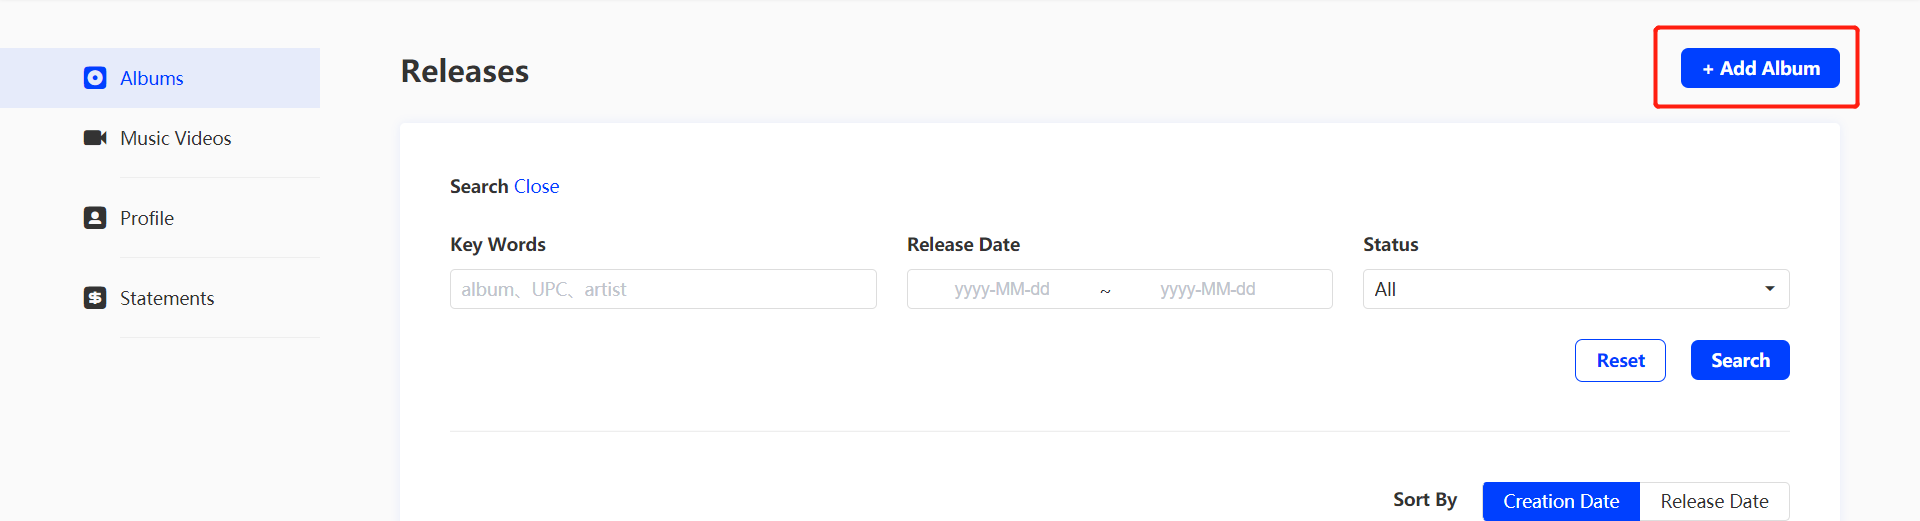 Albums
Music Videos
Profile
Statements
Releases
+ Add Album
Search Close
Key Words
Release Date
Status
album、UPC、artist
yyyy-MM-dd ~ yyyy-MM-dd
All
Reset
Search
Sort By
Creation Date
Release Date